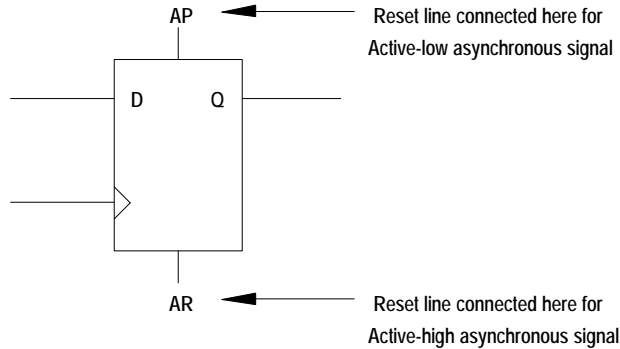 AP
Reset line connected here for
Active-low asynchronous signal
D Q
AR
Reset line connected here for
Active-high asynchronous signal